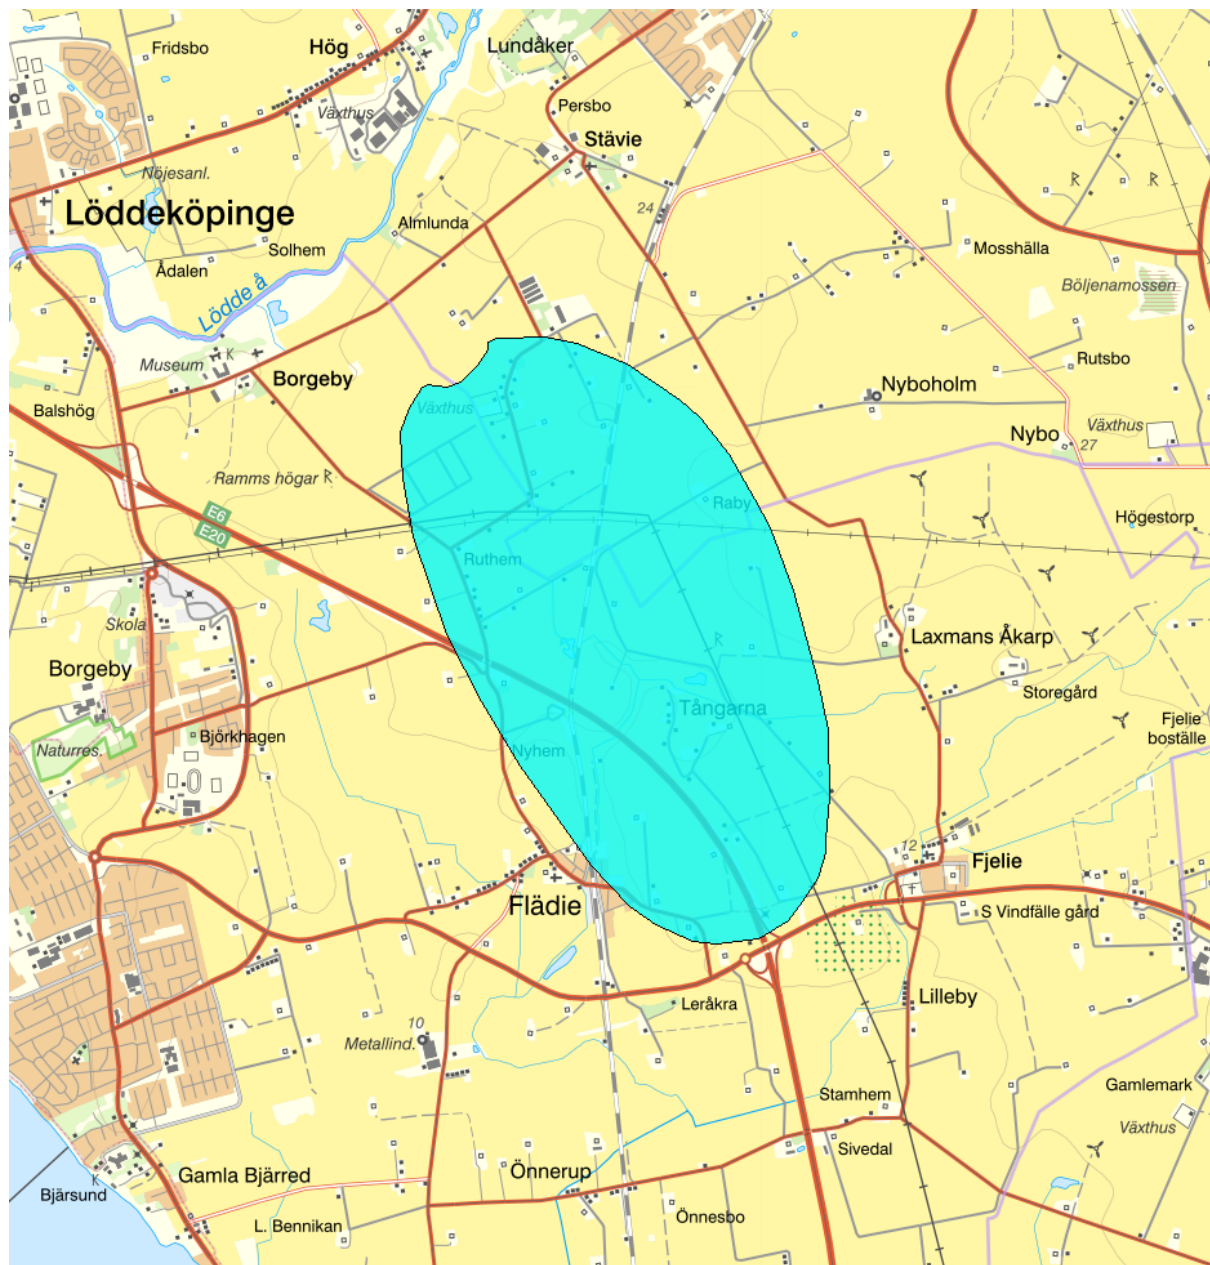 Fridsbo
Hög
Lundåker
Växthus
Persbo
Stävie
Nöjesanl.
Löddeköpinge
Almlunda
24
Solhem
Mosshälla
4
Ådalen
Lödde å
Böljenamossen
Museum
K
Rutsbo
Borgeby
Nyboholm
Balshög
Växthus
Växthus
Nybo
27
Ramms högar R
R
R
Raby
E6
E20
Högestorp
Ruthem
Skola
R
Laxmans Åkarp
Borgeby
Storegård
Tångarna
Fjelie
boställe
Björkhagen
Naturres.
Nyhem
12
Fjelie
Flädie
S Vindfälle gård
Leråkra
Lilleby
10
Metallind.
Stamhem
Gamlemark
Växthus
Sivedal
Gamla Bjärred
Önnerup
K
Bjärsund
Önnesbo
L. Bennikan